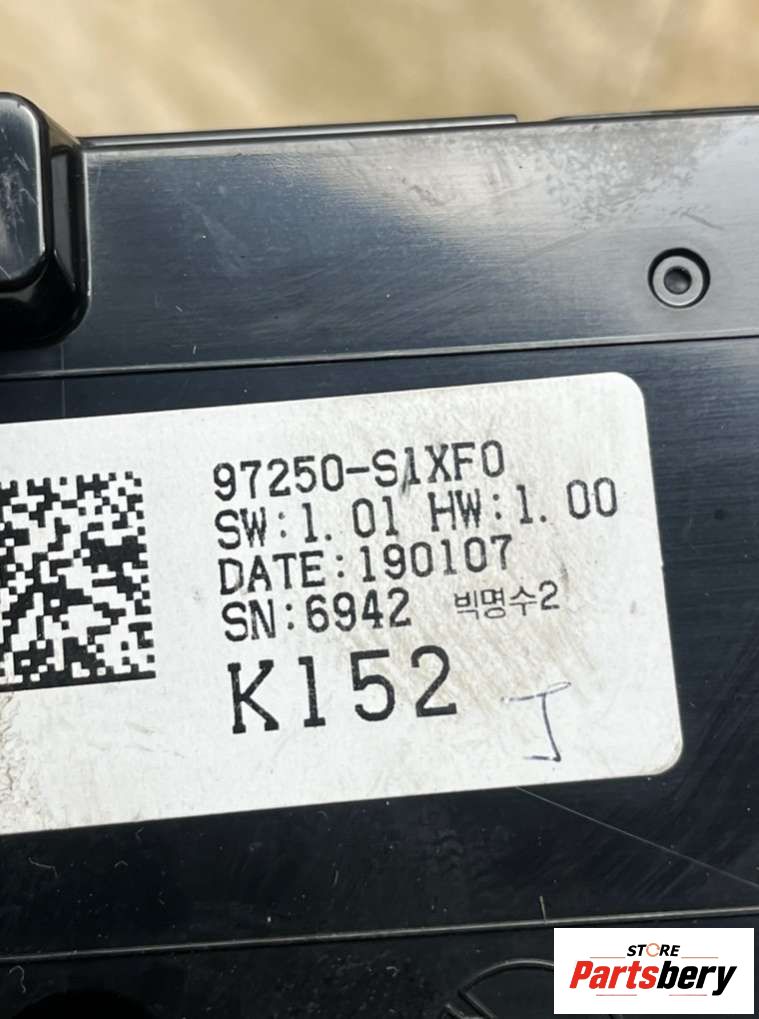 97250-S1XF0
SW:1.01 HW:1.00
DATE:190107
SN:6942 빅명수2
K152
J
STORE
Partsbery